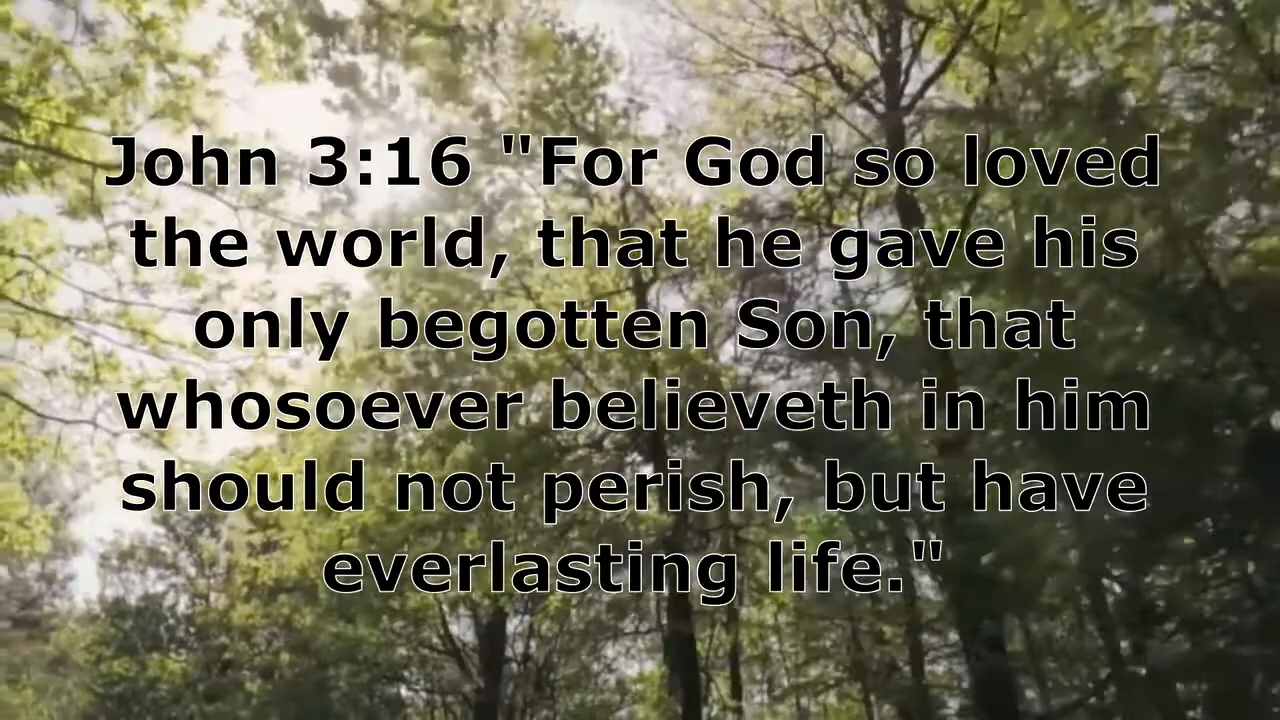 John 3:16 "For God so loved
the world, that he gave his
only begotten Son, that
whosoever believeth in him
should not perish, but have
everlasting life."